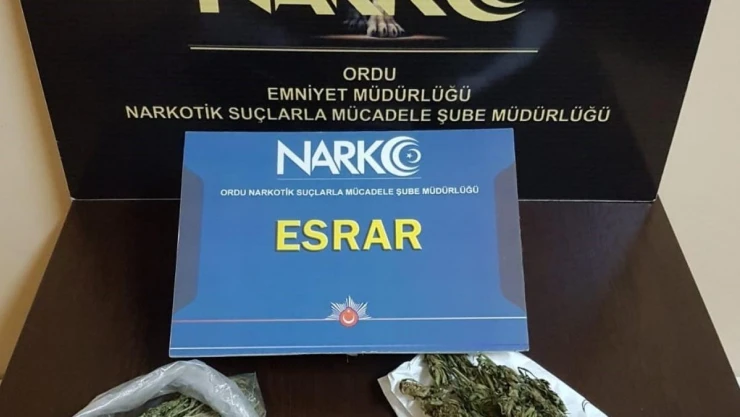 NARKO
ORDU
EMNİYET MÜDÜRLÜĞÜ
NARKOTİK SUÇLARLA MÜCADELE ŞUBE MÜDÜRLÜĞÜ
NARKO
ORDU NARKOTİK SUÇLARLA MÜCADELE ŞUBE MÜDÜRLÜĞÜ
ESRAR